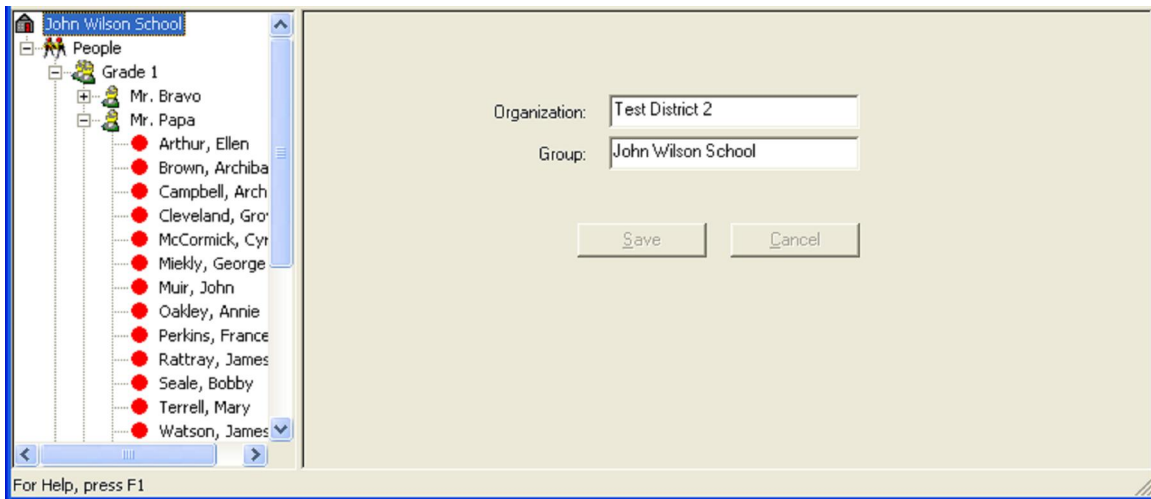 John Wilson School
People
Grade 1
Mr. Bravo
Mr. Papa
Arthur, Ellen
Brown, Archiba
Campbell, Arch
Cleveland, Gro
McCormick, Cyr
Miekly, George
Muir, John
Oakley, Annie
Perkins, France
Rattray, James
Seale, Bobby
Terrell, Mary
Watson, James
Organization: Test District 2
Group: John Wilson School
Save Cancel
For Help, press F1